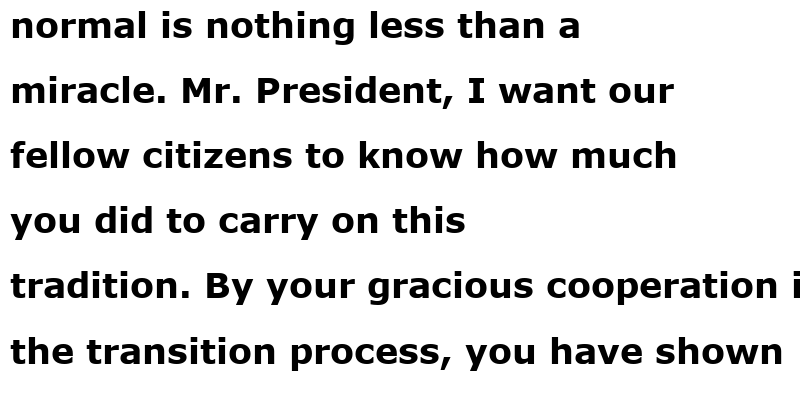 normal is nothing less than a
miracle. Mr. President, I want our
fellow citizens to know how much
you did to carry on this
tradition. By your gracious cooperation
the transition process, you have shown